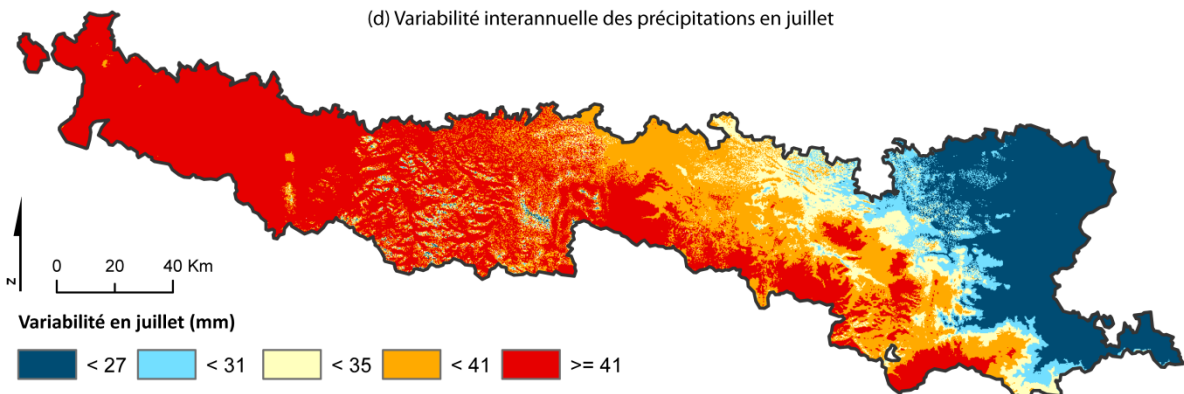 (d) Variabilité interannuelle des précipitations en juillet
N
0 20 40 Km
Variabilité en juillet (mm)
< 27 < 31 < 35 < 41 >= 41